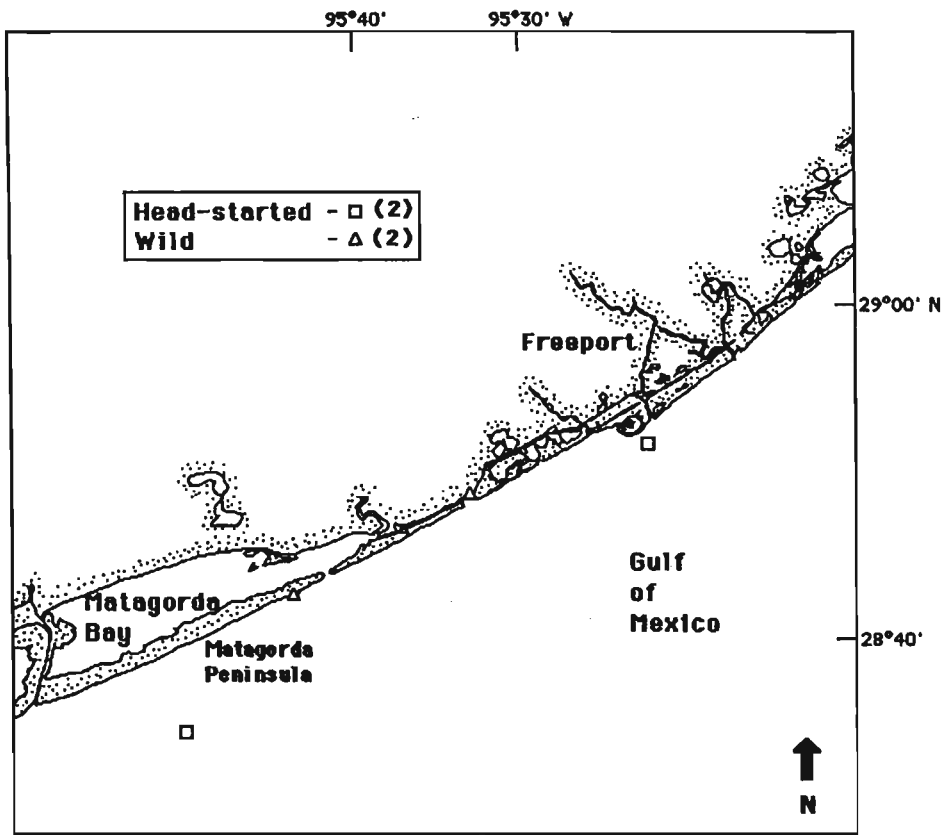 95°40' 95°30' W
Head-started - □ (2)
Wild - △ (2)
29°00' N
Freeport
Gulf
of
Mexico
Matagorda
Bay
28°40'
Matagorda
Peninsula
N